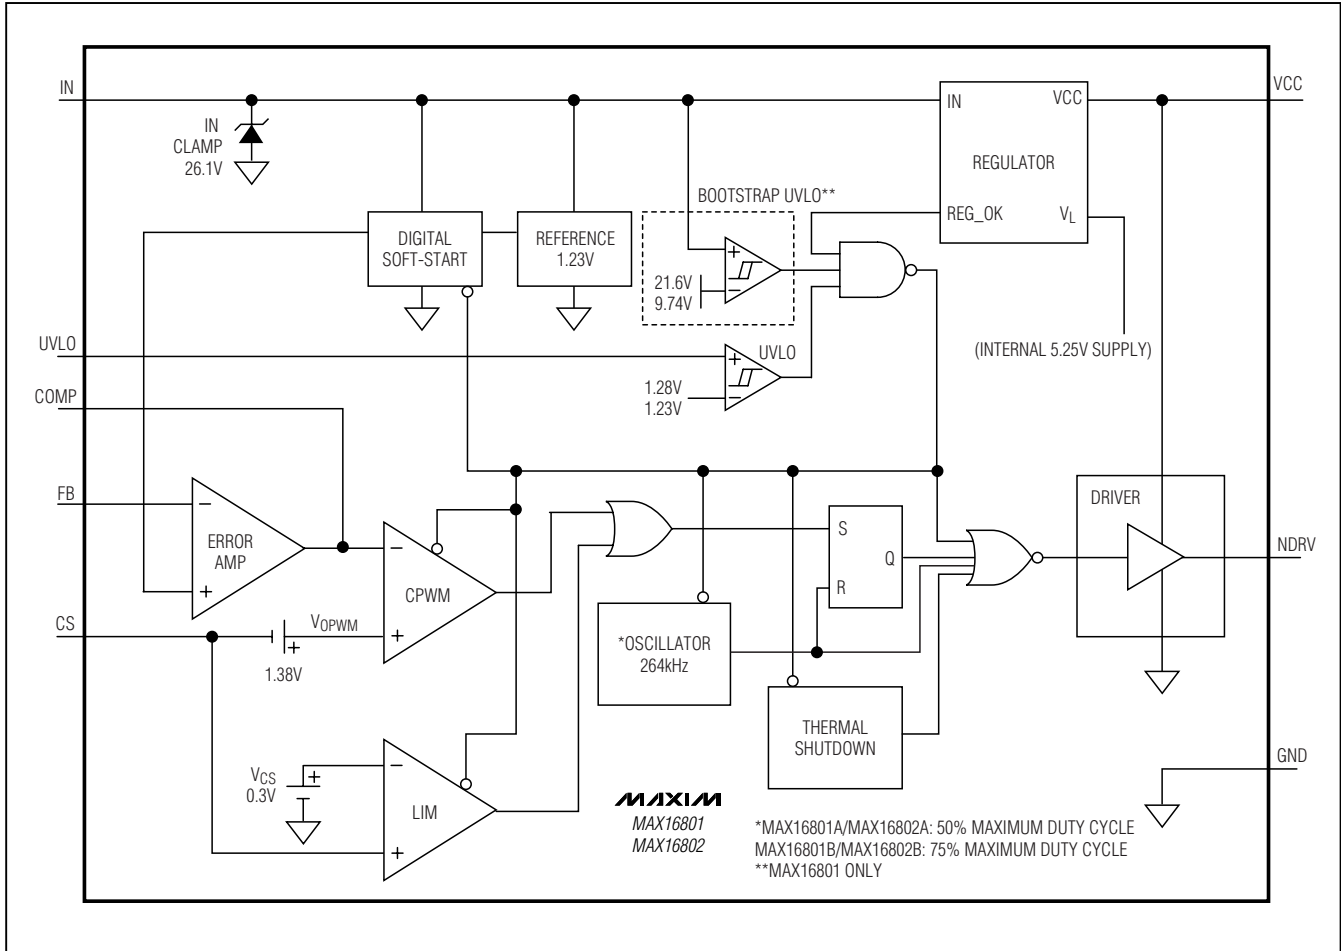 IN
VCC
IN
CLAMP
26.1V
IN
VCC
REGULATOR
REG_OK
VL
BOOTSTRAP UVLO**
DIGITAL
SOFT-START
REFERENCE
1.23V
+
21.6V
9.74V
−
(INTERNAL 5.25V SUPPLY)
UVLO
+
UVLO
1.28V
1.23V
−
COMP
FB
−
ERROR
AMP
+
−
CPWM
+
S
Q
R
DRIVER
NDRV
CS
VOPWM
+
1.38V
*OSCILLATOR
264kHz
THERMAL
SHUTDOWN
GND
VCS
0.3V
+
−
LIM
+
MAXIM
MAX16801
MAX16802
*MAX16801A/MAX16802A: 50% MAXIMUM DUTY CYCLE
MAX16801B/MAX16802B: 75% MAXIMUM DUTY CYCLE
**MAX16801 ONLY